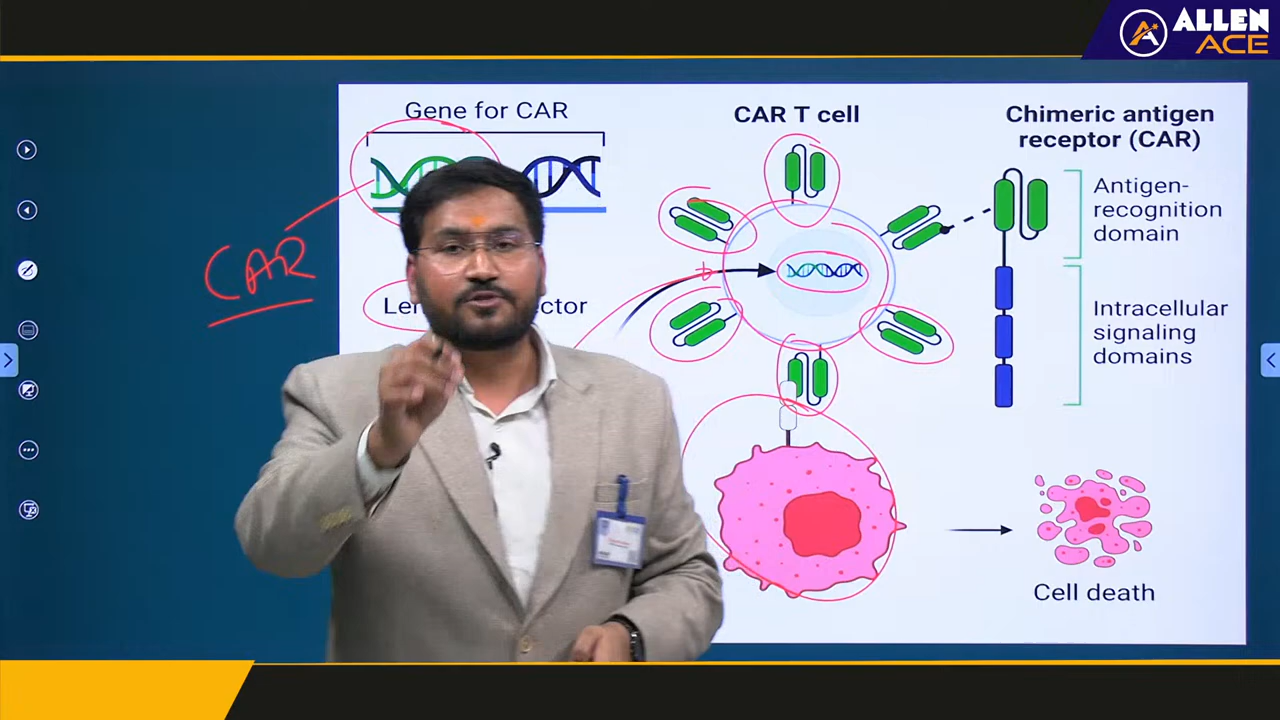 ALLEN
ACE
Gene for CAR
CAR
CAR T cell
Chimeric antigen
receptor (CAR)
Antigen-
recognition
domain
Intracellular
signaling
domains
Cell death